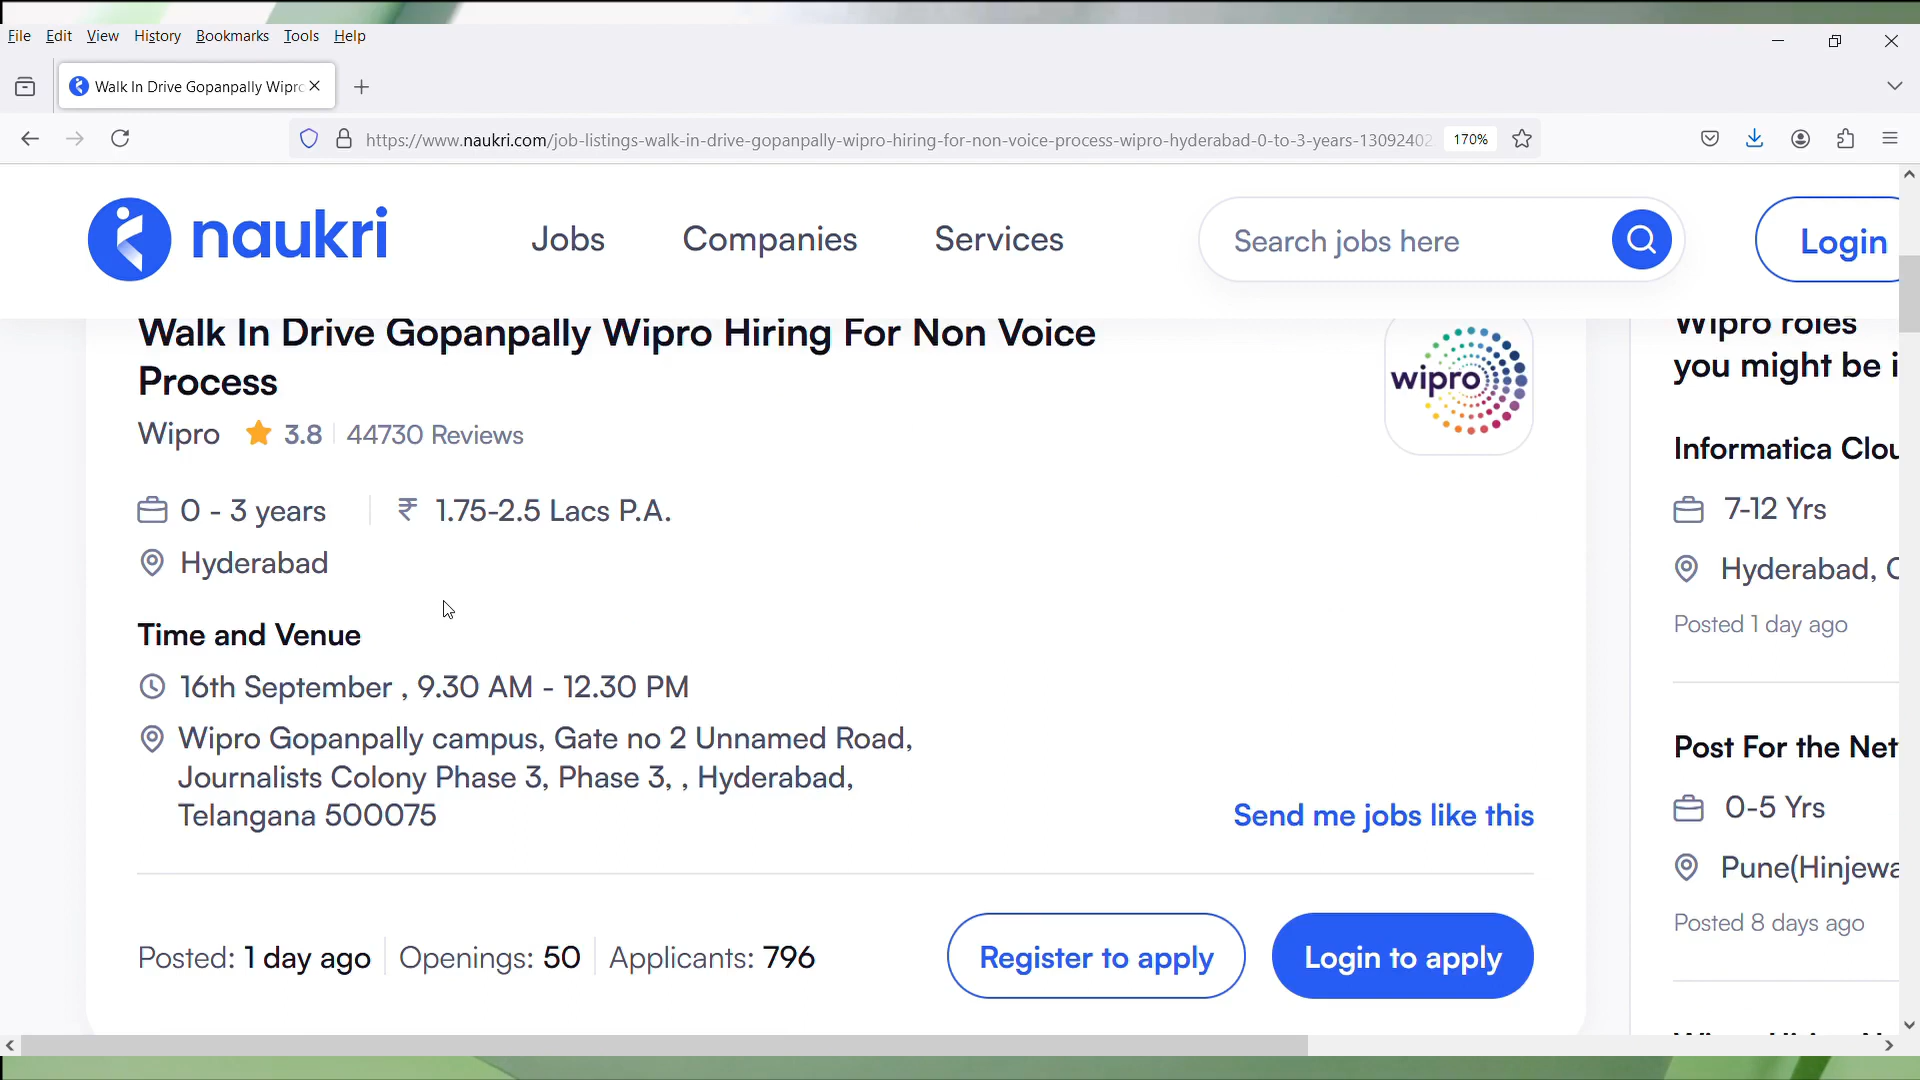 File Edit View History Bookmarks Tools Help
Walk In Drive Gopanpally Wipro
https://www.naukri.com/job-listings-walk-in-drive-gopanpally-wipro-hiring-for-non-voice-process-wipro-hyderabad-0-to-3-years-13092402
170%
naukri
Jobs
Companies
Services
Search jobs here
Login
Walk In Drive Gopanpally Wipro Hiring For Non Voice
Process
Wipro 3.8 44730 Reviews
wipro
0 - 3 years ₹ 1.75-2.5 Lacs P.A.
Hyderabad
Time and Venue
16th September , 9.30 AM - 12.30 PM
Wipro Gopanpally campus, Gate no 2 Unnamed Road,
Journalists Colony Phase 3, Phase 3, , Hyderabad,
Telangana 500075
Send me jobs like this
Posted: 1 day ago Openings: 50 Applicants: 796
Register to apply
Login to apply
Wipro roles
you might be i
Informatica Clou
7-12 Yrs
Hyderabad, C
Posted 1 day ago
Post For the Net
0-5 Yrs
Pune(Hinjewa
Posted 8 days ago